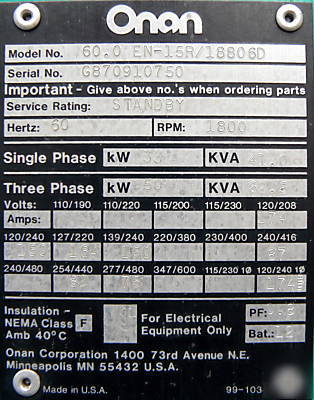 Onan
Model No. 60.0 EN-15R/18806D
Serial No. G870910750
Important - Give above no.'s when ordering parts
Service Rating: STANDBY
Hertz: 60 RPM: 1800
Single Phase kW KVA
Three Phase kW KVA
Volts: 110/190 110/220 115/200 115/230 120/208
Amps:
120/240 127/220 139/240 220/380 230/400 240/416
240/480 254/440 277/480 347/600 115/230 1Ø 120/240 1Ø
Insulation -
NEMA Class F
Amb 40°C
For Electrical
Equipment Only
PF:
Bat.: 12
Onan Corporation 1400 73rd Avenue N.E.
Minneapolis MN 55432 U.S.A.
Made in U.S.A. 99-103